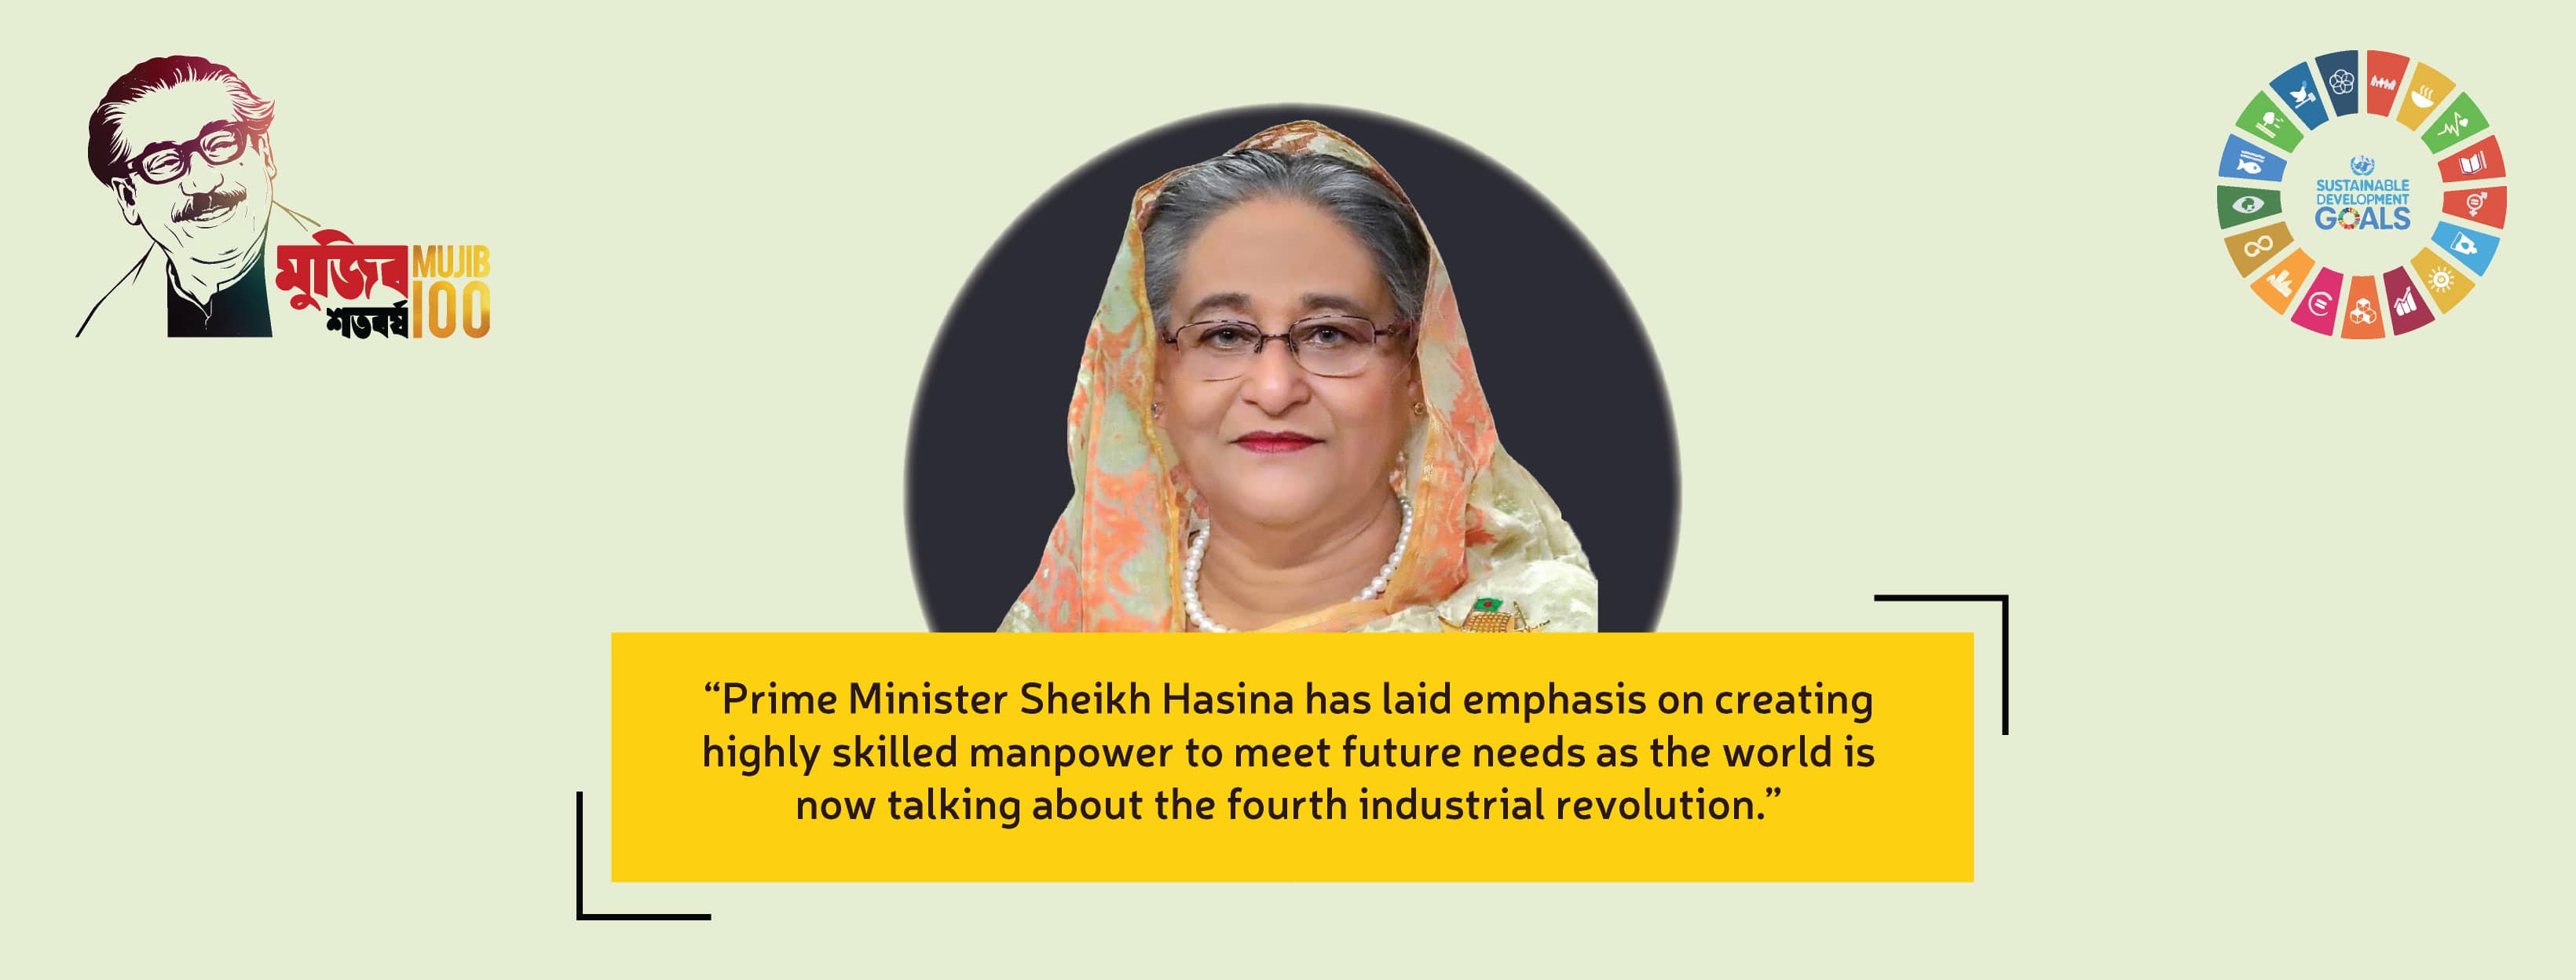 মুজিব
শতবর্ষ
MUJIB
100
SUSTAINABLE
DEVELOPMENT
GOALS
“Prime Minister Sheikh Hasina has laid emphasis on creating
highly skilled manpower to meet future needs as the world is
now talking about the fourth industrial revolution.”